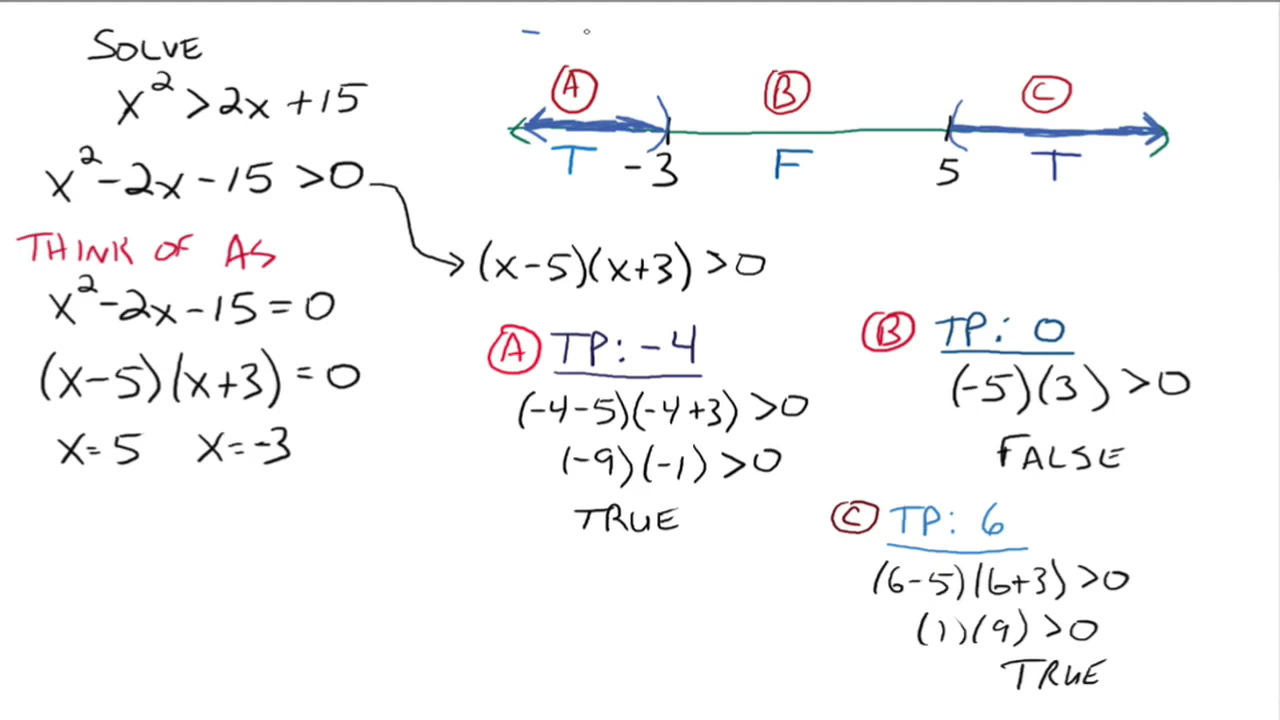 SOLVE
x² > 2x + 15
x² - 2x - 15 > 0
THINK OF AS
x² - 2x - 15 = 0
(x - 5)(x + 3) = 0
x = 5 x = -3
-
A B C
T -3 F 5 T
(x - 5)(x + 3) > 0
A TP: -4
(-4 - 5)(-4 + 3) > 0
(-9)(-1) > 0
TRUE
B TP: 0
(-5)(3) > 0
FALSE
C TP: 6
(6 - 5)(6 + 3) > 0
(1)(9) > 0
TRUE